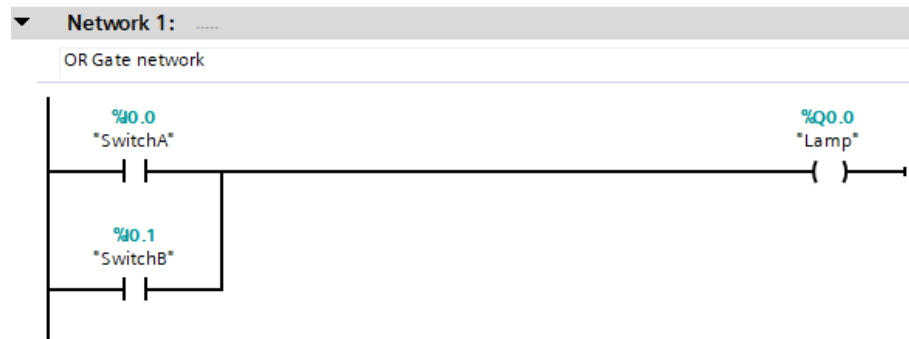 Network 1: .....
OR Gate network
%I0.0
"SwitchA"
%Q0.0
"Lamp"
%I0.1
"SwitchB"